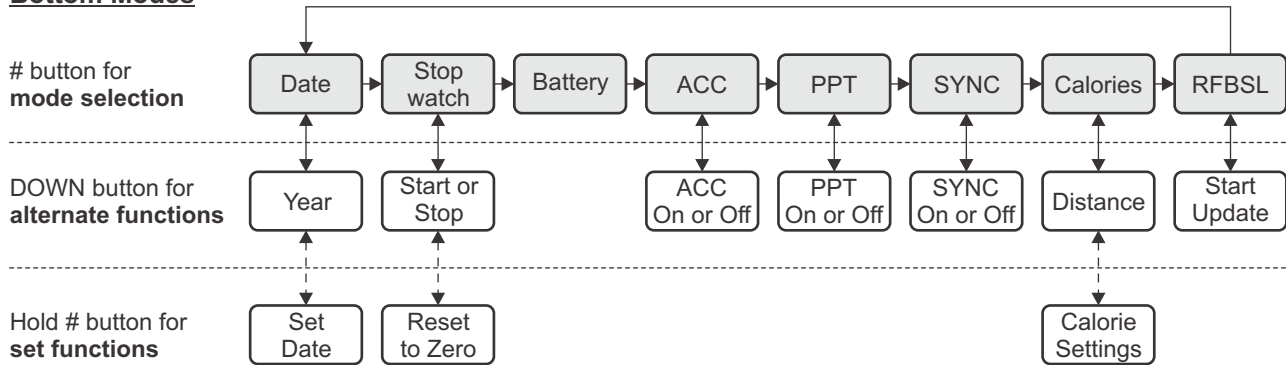 # button for
mode selection
Date
Stop
watch
Battery
ACC
PPT
SYNC
Calories
RFBSL
DOWN button for
alternate functions
Year
Start or
Stop
ACC
On or Off
PPT
On or Off
SYNC
On or Off
Distance
Start
Update
Hold # button for
set functions
Set
Date
Reset
to Zero
Calorie
Settings